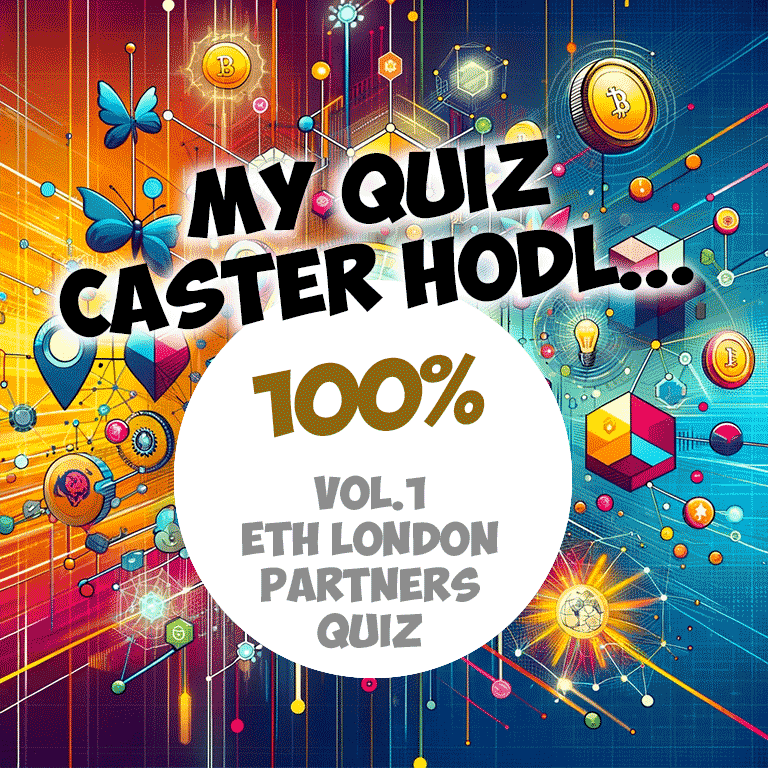 MY QUIZ
CASTER HODL...
100%
VOL.1
ETH LONDON
PARTNERS
QUIZ